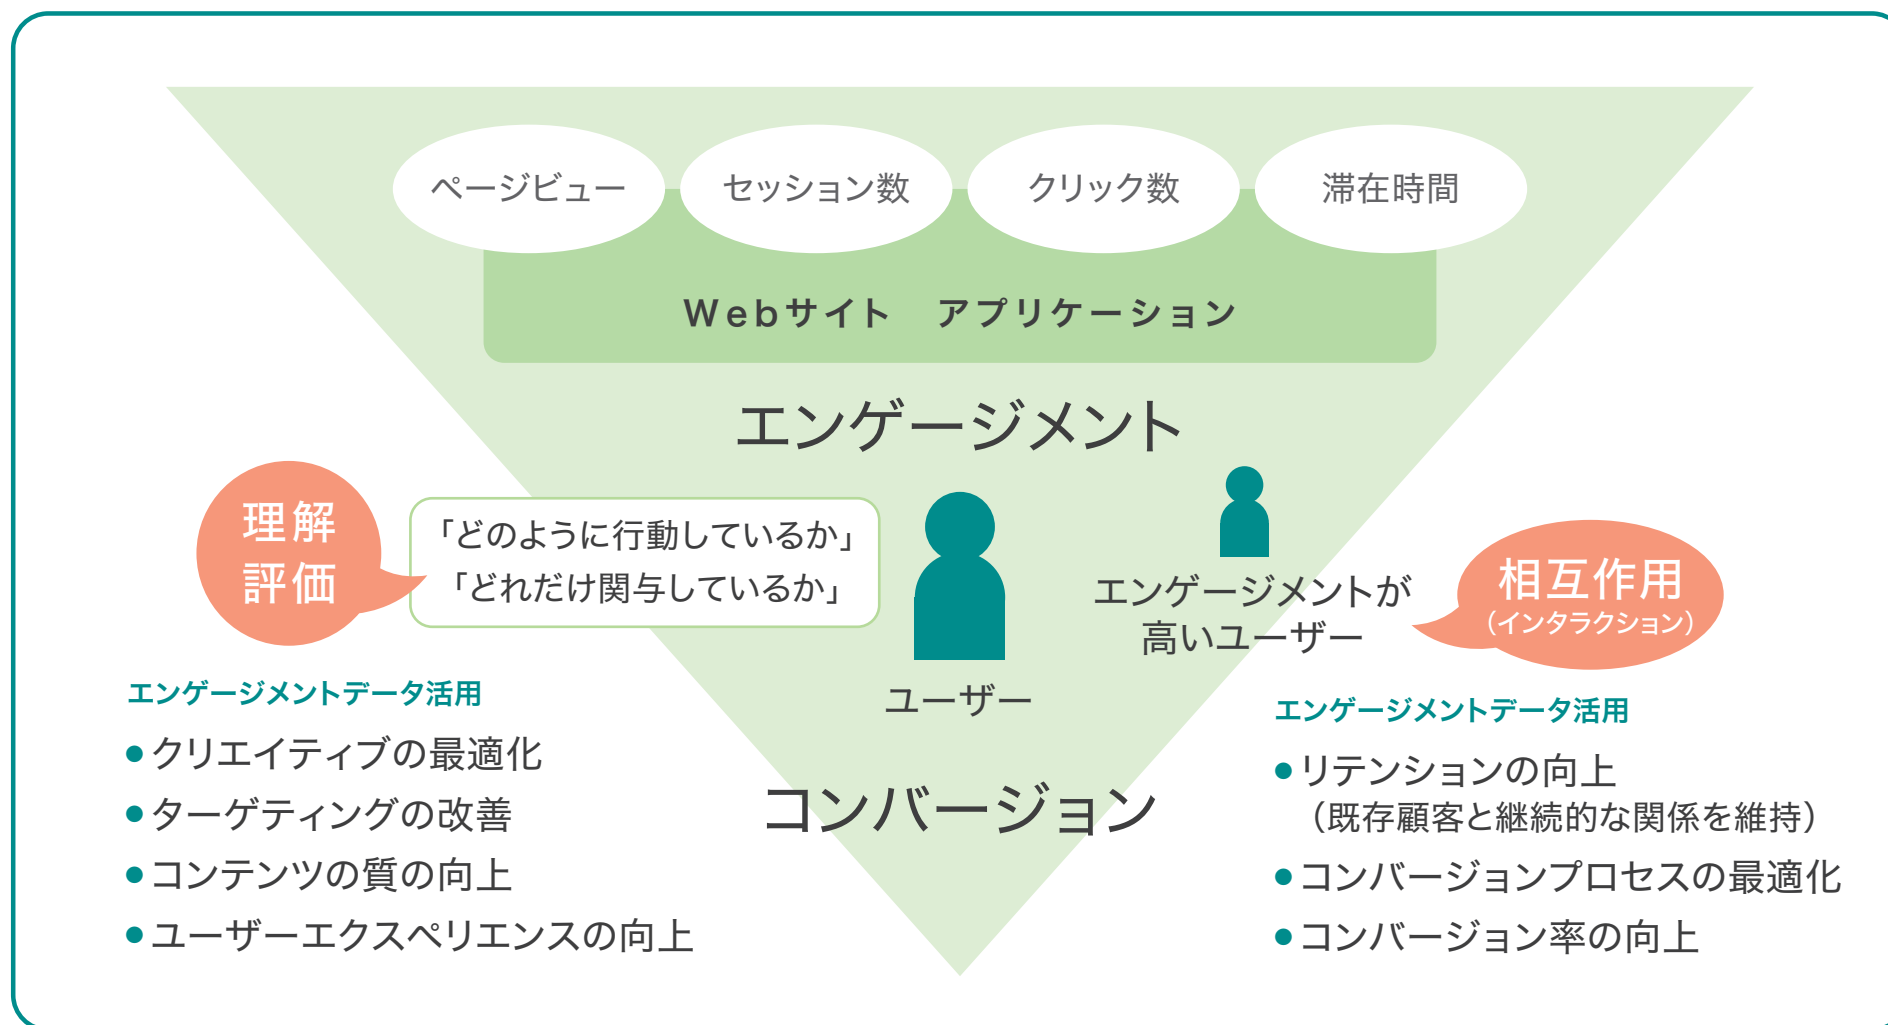 ページビュー
セッション数
クリック数
滞在時間
Webサイト　アプリケーション
エンゲージメント
理解
評価
「どのように行動しているか」
「どれだけ関与しているか」
ユーザー
エンゲージメントが
高いユーザー
相互作用
（インタラクション）
エンゲージメントデータ活用
●クリエイティブの最適化
●ターゲティングの改善
●コンテンツの質の向上
●ユーザーエクスペリエンスの向上
コンバージョン
エンゲージメントデータ活用
●リテンションの向上
（既存顧客と継続的な関係を維持）
●コンバージョンプロセスの最適化
●コンバージョン率の向上